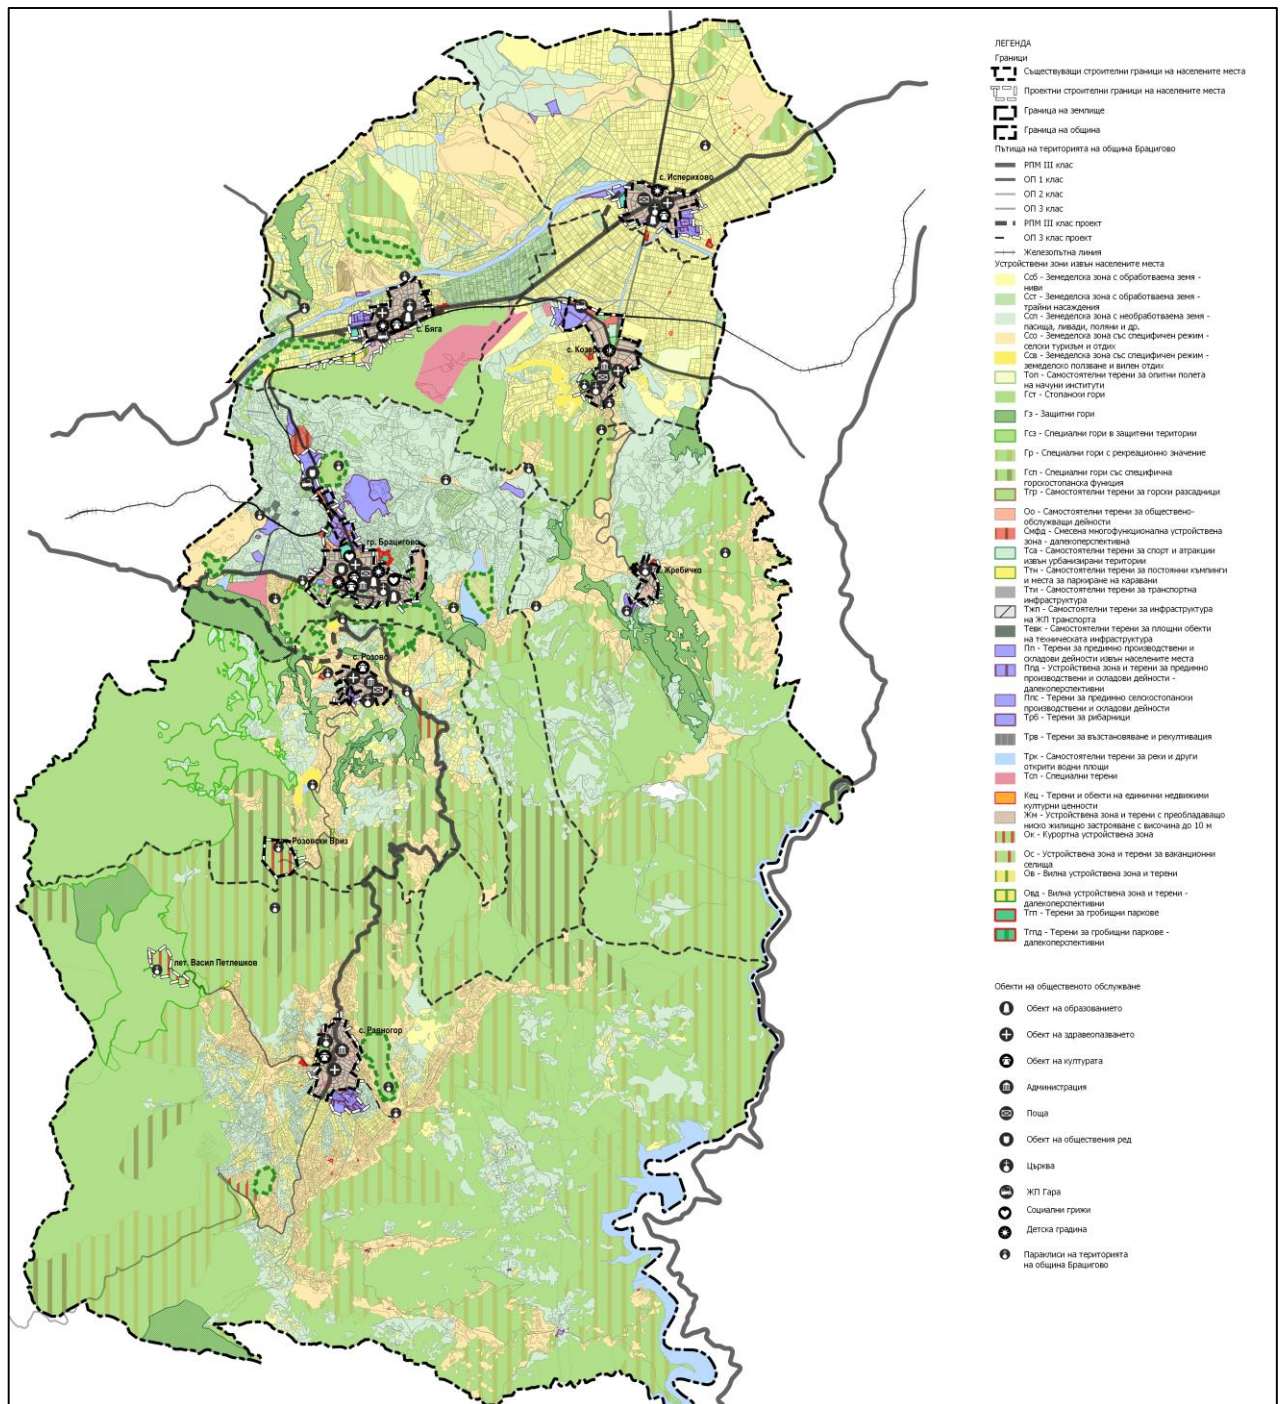 ЛЕГЕНДА
Граници
Съществуващи строителни граници на населените места
Проектни строителни граници на населените места
Граница на землище
Граница на община
Пътища на територията на община Брацигово
РПМ III клас
ОП 1 клас
ОП 2 клас
ОП 3 клас
РПМ III клас проект
ОП 3 клас проект
Железопътна линия
Устройствени зони извън населените места
Ссб - Земеделска зона с обработваема земя -
ниви
Сст - Земеделска зона с обработваема земя -
трайни насаждения
Ссп - Земеделска зона с необработваема земя -
пасища, ливади, поляни и др.
Ссо - Земеделска зона със специфичен режим -
селски туризъм и отдих
Ссв - Земеделска зона със специфичен режим -
земеделско ползване и вилен отдих
Топ - Самостоятелни терени за опитни полета
на научни институти
Гст - Стопански гори
Гз - Защитни гори
Гсз - Специални гори в защитени територии
Гр - Специални гори с рекреационно значение
Гсп - Специални гори със специфична
горскостопанска функция
Тгр - Самостоятелни терени за горски разсадници
Оо - Самостоятелни терени за обществено-
обслужващи дейности
Смфд - Смесена многофункционална устройствена
зона - далекоперспективна
Тса - Самостоятелни терени за спорт и атракции
извън урбанизирани територии
Ттн - Самостоятелни терени за постоянни къмпинги
и места за паркиране на каравани
Тти - Самостоятелни терени за транспортна
инфраструктура
Тжп - Самостоятелни терени за инфраструктура
на ЖП транспорта
Тевк - Самостоятелни терени за площни обекти
на техническата инфраструктура
Пп - Терени за предимно производствени и
складови дейности извън населените места
Ппд - Устройствена зона и терени за предимно
производствени и складови дейности -
далекоперспективни
Ппс - Терени за предимно селскостопански
производствени и складови дейности
Трб - Терени за рибарници
Трв - Терени за възстановяване и рекултивация
Трк - Самостоятелни терени за реки и други
открити водни площи
Тсп - Специални терени
Кец - Терени и обекти на единични недвижими
културни ценности
Жм - Устройствена зона и терени с преобладаващо
ниско жилищно застрояване с височина до 10 м
Ок - Курортна устройствена зона
Ос - Устройствена зона и терени за ваканционни
селища
Ов - Вилна устройствена зона и терени
Овд - Вилна устройствена зона и терени -
далекоперспективни
Тгп - Терени за гробищни паркове
Тгпд - Терени за гробищни паркове -
далекоперспективни
Обекти на общественото обслужване
Обект на образованието
Обект на здравеопазването
Обект на културата
Администрация
Поща
Обект на обществения ред
Църква
ЖП Гара
Социални грижи
Детска градина
Параклиси на територията
на община Брацигово
с. Исперихово
с. Бяга
гр. Брацигово
Жребичко
с. Розово
Розовски Вриз
лет. Васил Петлешков
с. Равногор